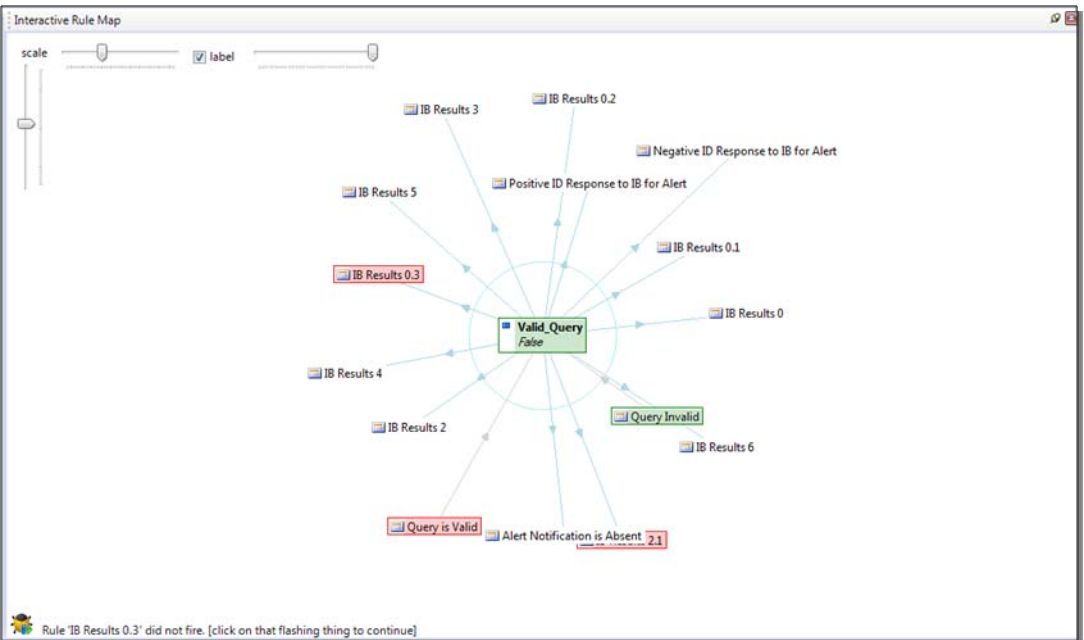 Interactive Rule Map
scale
label
IB Results 0.2
IB Results 3
Negative ID Response to IB for Alert
Positive ID Response to IB for Alert
IB Results 5
IB Results 0.1
IB Results 0.3
IB Results 0
Valid_Query
False
IB Results 4
Query Invalid
IB Results 2
IB Results 6
Query is Valid
Alert Notification is Absent
2.1
Rule 'IB Results 0.3' did not fire. [click on that flashing thing to continue]